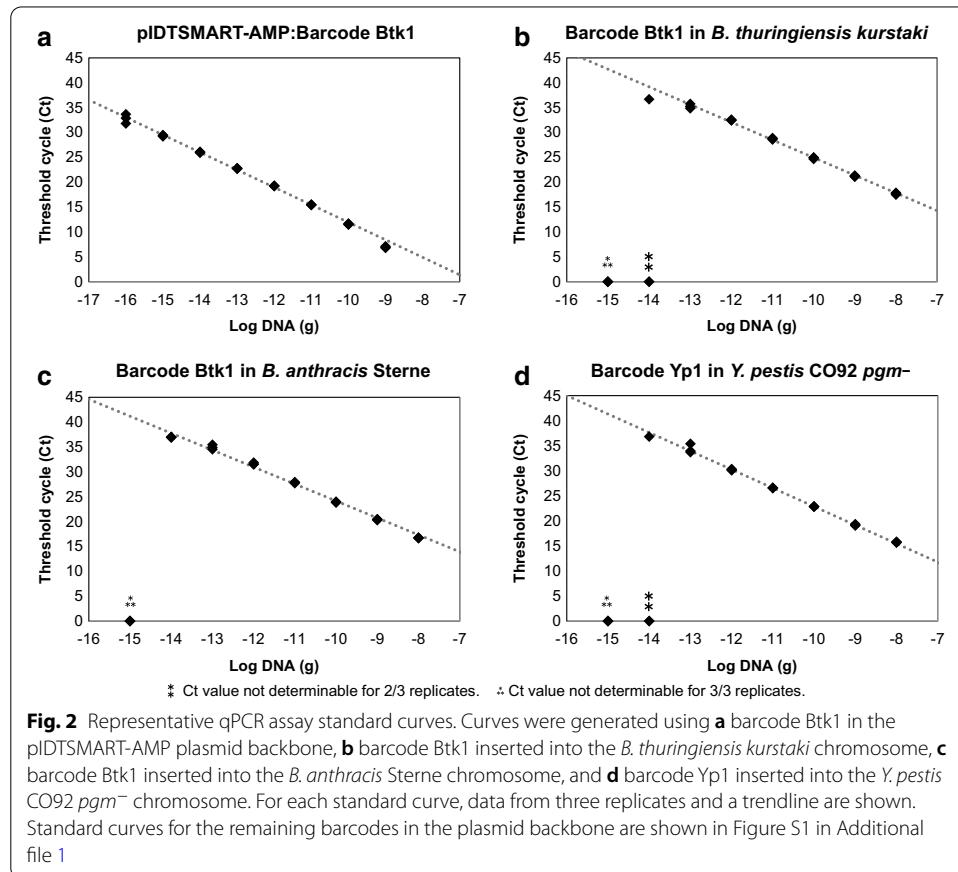 a pIDTSMART-AMP:Barcode Btk1
45
40
35
30
25
20
15
10
5
0
Threshold cycle (Ct)
-17 -16 -15 -14 -13 -12 -11 -10 -9 -8 -7
Log DNA (g)
b Barcode Btk1 in B. thuringiensis kurstaki
45
40
35
30
25
20
15
10
5
0
Threshold cycle (Ct)
*
**
*
*
-16 -15 -14 -13 -12 -11 -10 -9 -8 -7
Log DNA (g)
c Barcode Btk1 in B. anthracis Sterne
45
40
35
30
25
20
15
10
5
0
Threshold cycle (Ct)
*
**
-16 -15 -14 -13 -12 -11 -10 -9 -8 -7
Log DNA (g)
d Barcode Yp1 in Y. pestis CO92 pgm–
45
40
35
30
25
20
15
10
5
0
Threshold cycle (Ct)
*
**
*
*
-16 -15 -14 -13 -12 -11 -10 -9 -8 -7
Log DNA (g)
⁑ Ct value not determinable for 2/3 replicates. ⁂ Ct value not determinable for 3/3 replicates.
Fig. 2 Representative qPCR assay standard curves. Curves were generated using a barcode Btk1 in the
pIDTSMART-AMP plasmid backbone, b barcode Btk1 inserted into the B. thuringiensis kurstaki chromosome, c
barcode Btk1 inserted into the B. anthracis Sterne chromosome, and d barcode Yp1 inserted into the Y. pestis
CO92 pgm⁻ chromosome. For each standard curve, data from three replicates and a trendline are shown.
Standard curves for the remaining barcodes in the plasmid backbone are shown in Figure S1 in Additional
file 1